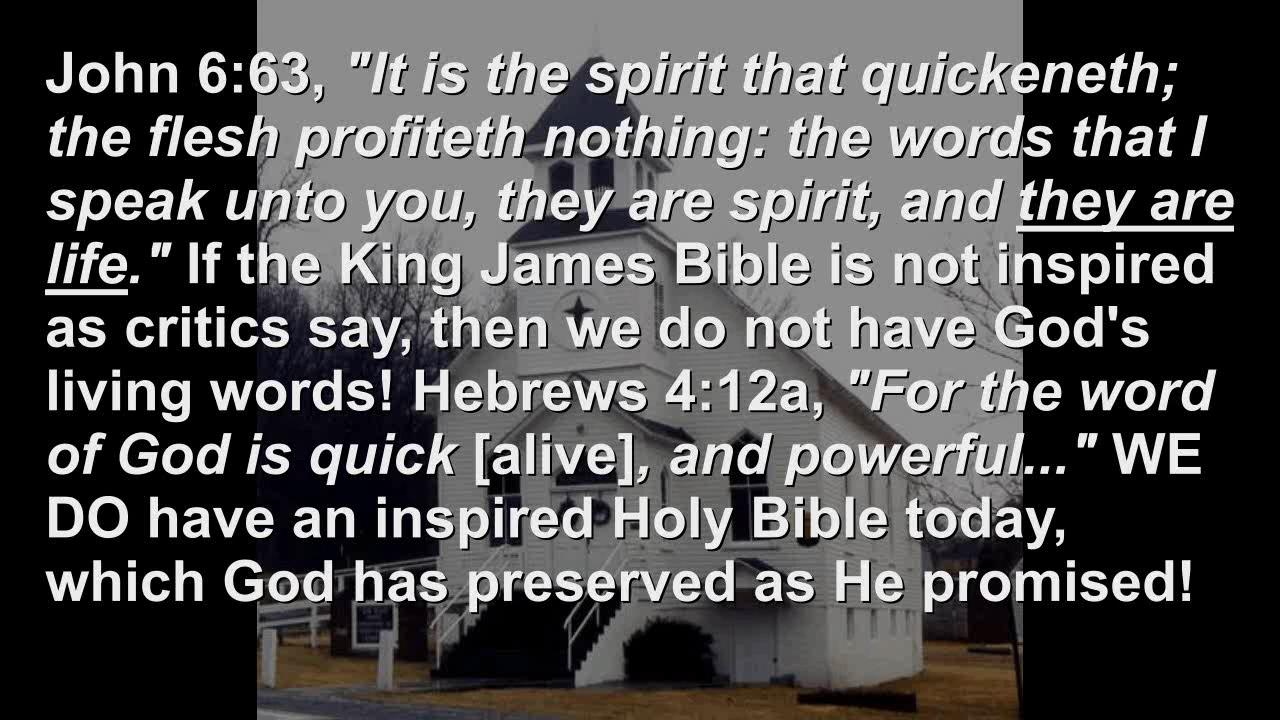 John 6:63, "It is the spirit that quickeneth;
the flesh profiteth nothing: the words that I
speak unto you, they are spirit, and they are
life." If the King James Bible is not inspired
as critics say, then we do not have God's
living words! Hebrews 4:12a, "For the word
of God is quick [alive], and powerful..." WE
DO have an inspired Holy Bible today,
which God has preserved as He promised!